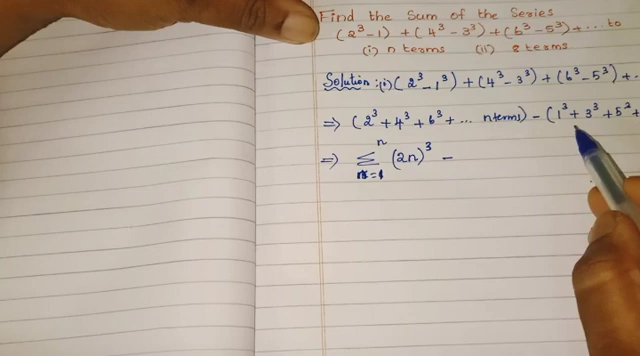 Find the Sum of the Series
(2³-1) + (4³-3³) + (6³-5³) + ... to
(i) n terms (ii) 8 terms
Solution: (i) (2³-1³) + (4³-3³) + (6³-5³) + ..
⇒ (2³+4³+6³+... n terms) - (1³+3³+5³+
⇒ n∑n=1 (2n)³ -